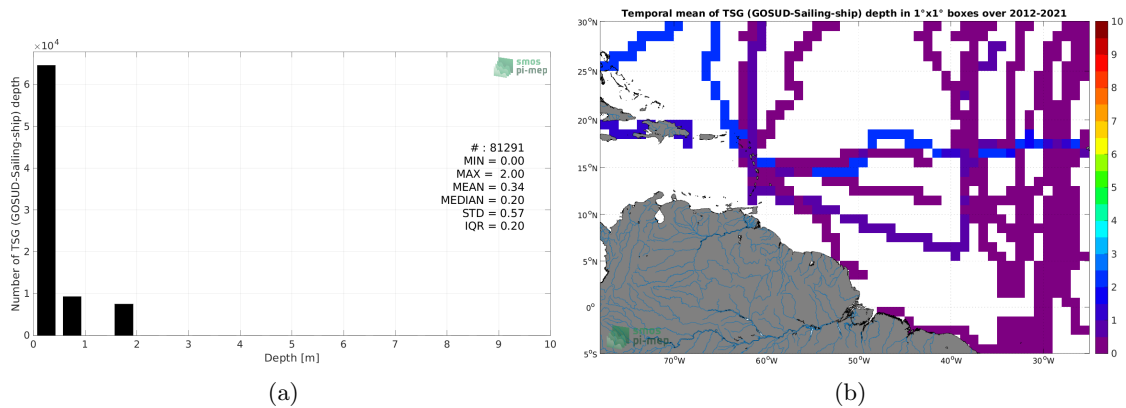 ×10⁴
6
5
4
3
2
1
0
Number of TSG (GOSUD-Sailing-ship) depth
0 1 2 3 4 5 6 7 8 9 10
Depth [m]
smos
pi-mep
# : 81291
MIN = 0.00
MAX = 2.00
MEAN = 0.34
MEDIAN = 0.20
STD = 0.57
IQR = 0.20
(a)
Temporal mean of TSG (GOSUD-Sailing-ship) depth in 1°x1° boxes over 2012-2021
30°N
25°N
20°N
15°N
10°N
5°N
0°
5°S
70°W 60°W 50°W 40°W 30°W
smos
pi-mep
10
9
8
7
6
5
4
3
2
1
0
(b)